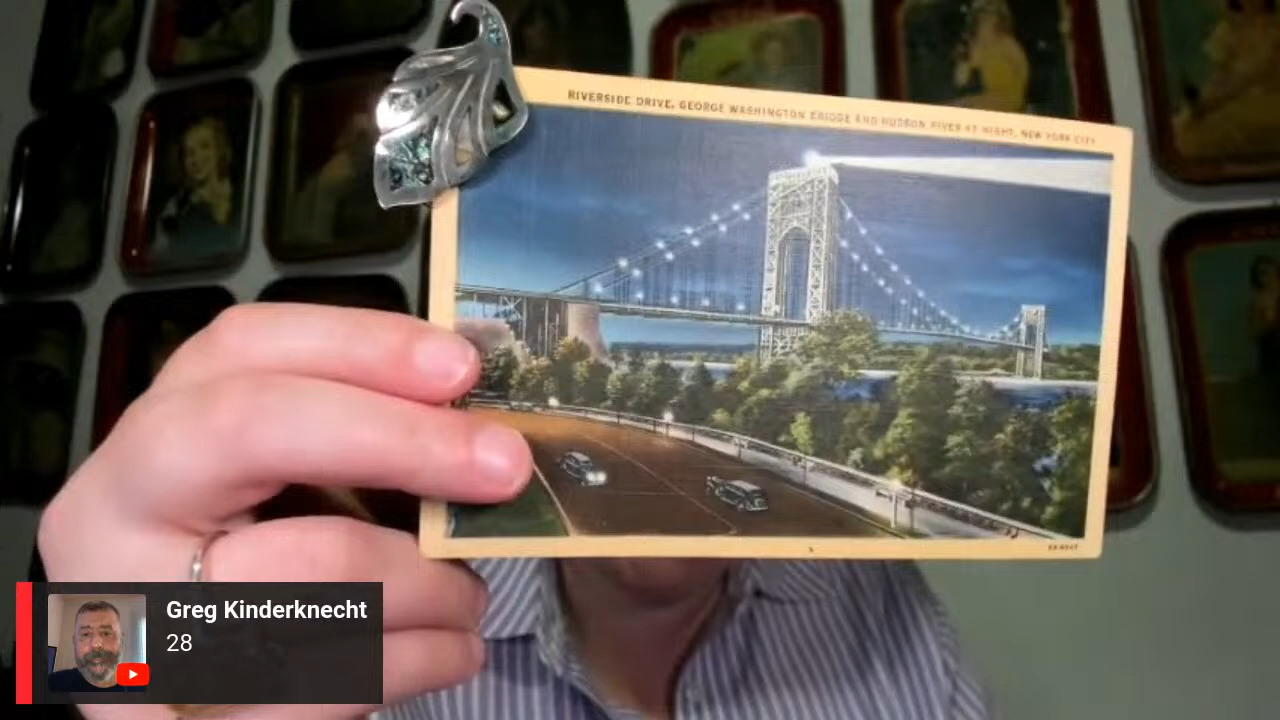 RIVERSIDE DRIVE, GEORGE WASHINGTON BRIDGE AND HUDSON RIVER AT NIGHT, NEW YORK CITY
Greg Kinderknecht
28